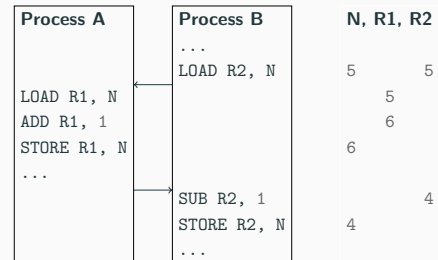 Process A Process B N, R1, R2
...
LOAD R2, N 5 5
LOAD R1, N 5
ADD R1, 1 6
STORE R1, N 6
...
SUB R2, 1 4
STORE R2, N 4
...